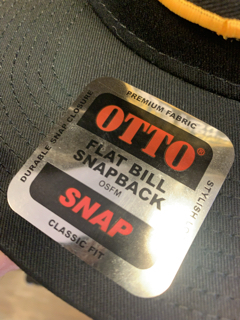 PREMIUM FABRIC
DURABLE SNAP CLOSURE
OTTO®
FLAT BILL
SNAPBACK
OSFM
SNAP
CLASSIC FIT
STYLISH